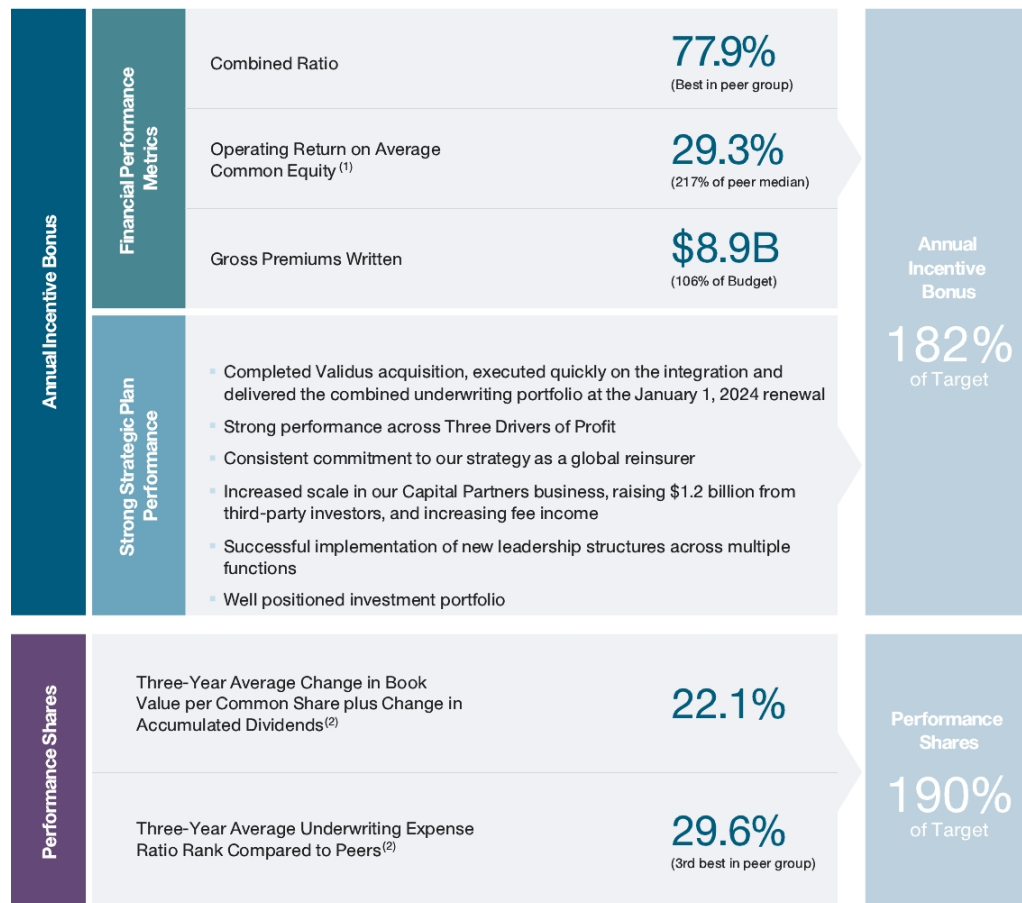 Annual Incentive Bonus
Financial Performance
Metrics
Combined Ratio
77.9%
(Best in peer group)
Operating Return on Average
Common Equity (1)
29.3%
(217% of peer median)
Gross Premiums Written
$8.9B
(106% of Budget)
Strong Strategic Plan
Performance
▪ Completed Validus acquisition, executed quickly on the integration and
delivered the combined underwriting portfolio at the January 1, 2024 renewal
▪ Strong performance across Three Drivers of Profit
▪ Consistent commitment to our strategy as a global reinsurer
▪ Increased scale in our Capital Partners business, raising $1.2 billion from
third-party investors, and increasing fee income
▪ Successful implementation of new leadership structures across multiple
functions
▪ Well positioned investment portfolio
Annual
Incentive
Bonus
182%
of Target
Performance Shares
Three-Year Average Change in Book
Value per Common Share plus Change in
Accumulated Dividends(2)
22.1%
Three-Year Average Underwriting Expense
Ratio Rank Compared to Peers(2)
29.6%
(3rd best in peer group)
Performance
Shares
190%
of Target